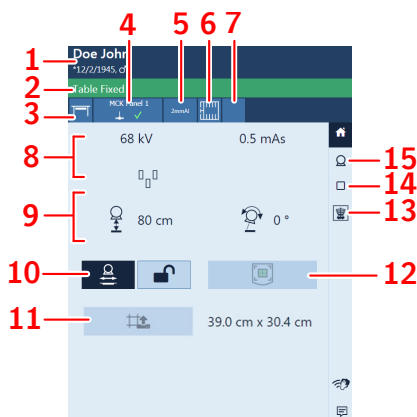 4 5 6 7
1 Doe John
*12/2/1945, ♂
2 Table Fixed
3 MCK Panel 1 2mmAl
8 68 kV 0.5 mAs
15
14
9 80 cm 0 ° 13
10 12
11 39.0 cm x 30.4 cm